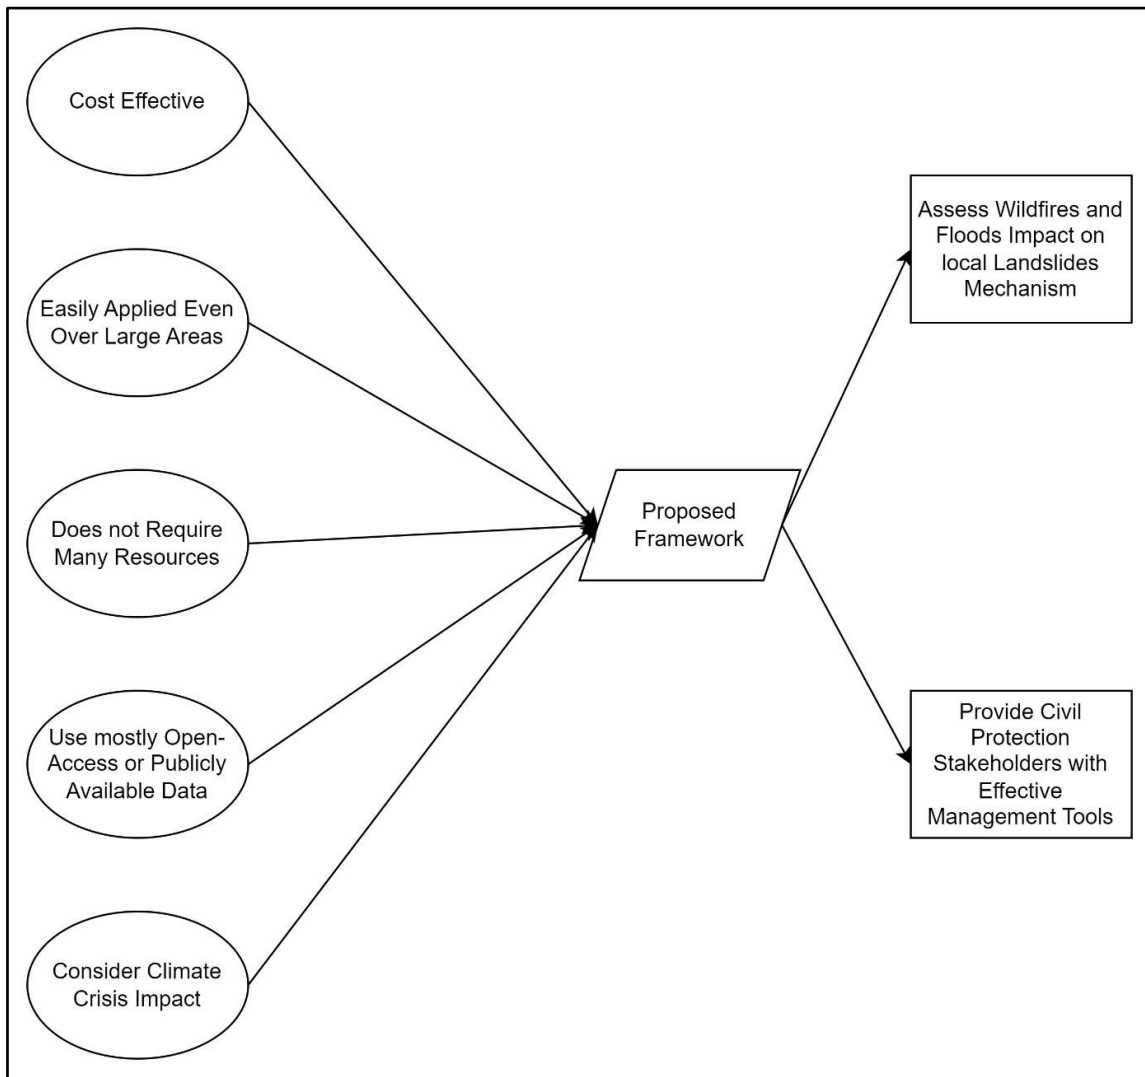 Cost Effective
Easily Applied Even
Over Large Areas
Does not Require
Many Resources
Use mostly Open-
Access or Publicly
Available Data
Consider Climate
Crisis Impact
Proposed
Framework
Assess Wildfires and
Floods Impact on
local Landslides
Mechanism
Provide Civil
Protection
Stakeholders with
Effective
Management Tools